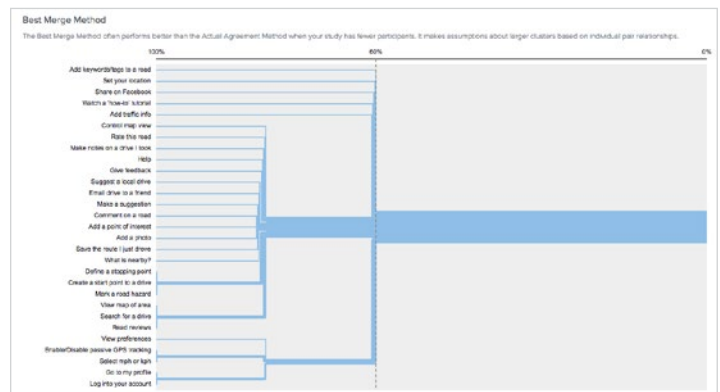 Best Merge Method
The Best Merge Method often performs better than the Actual Agreement Method when your study has fewer participants. It makes assumptions about larger clusters based on individual pair relationships.
100% 60% 0%
Add keywords/tags to a road
Set your location
Share on Facebook
Watch a 'how-to' tutorial
Add traffic info
Control map view
Rate this road
Make notes on a drive I took
Help
Give feedback
Suggest a local drive
Email drive to a friend
Make a suggestion
Comment on a road
Add a point of interest
Add a photo
Save the route I just drove
What is nearby?
Define a stopping point
Create a start point to a drive
Mark a road hazard
View map of area
Search for a drive
Read reviews
View preferences
Enable/Disable passive GPS tracking
Select mph or kph
Go to my profile
Log into your account